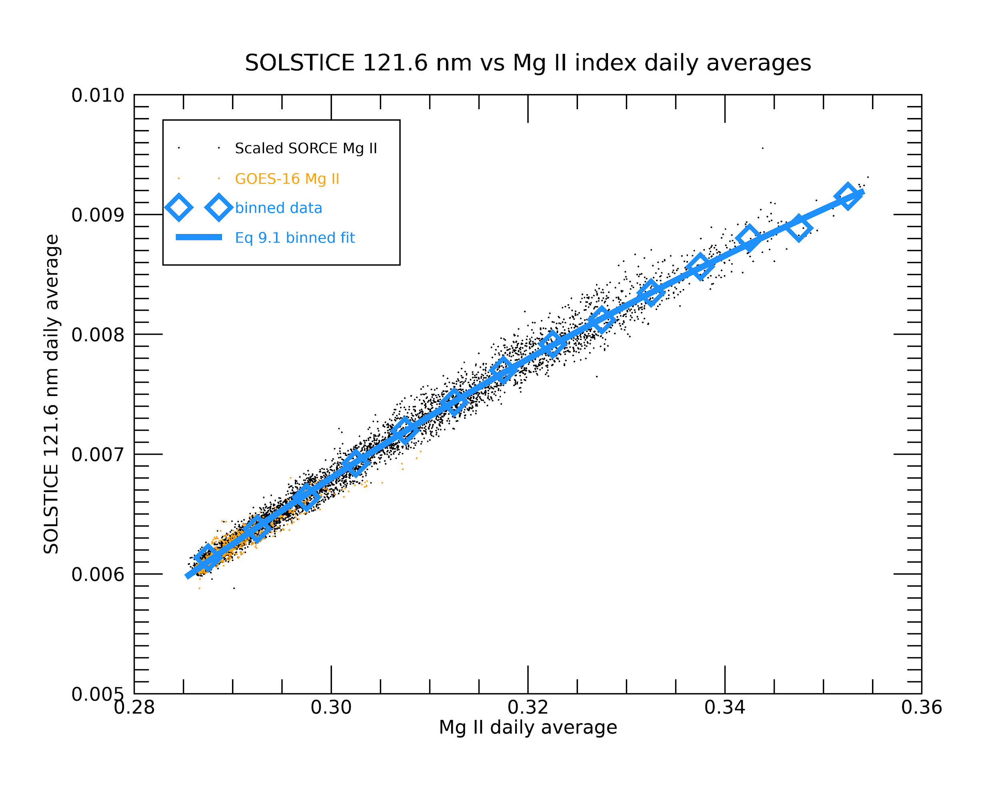 SOLSTICE 121.6 nm vs Mg II index daily averages
0.010
0.009
0.008
0.007
0.006
0.005
SOLSTICE 121.6 nm daily average
Scaled SORCE Mg II
GOES-16 Mg II
binned data
Eq 9.1 binned fit
0.28 0.30 0.32 0.34 0.36
Mg II daily average